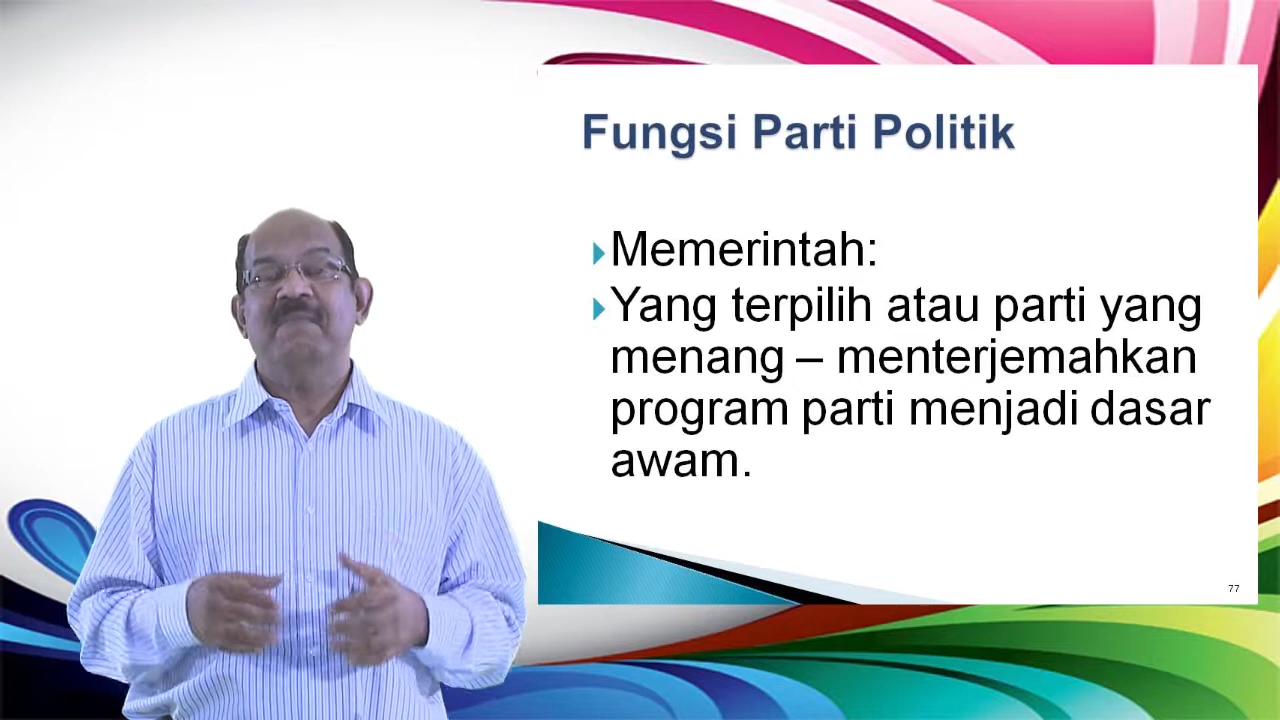 Fungsi Parti Politik
Memerintah:
Yang terpilih atau parti yang
menang – menterjemahkan
program parti menjadi dasar
awam.
77